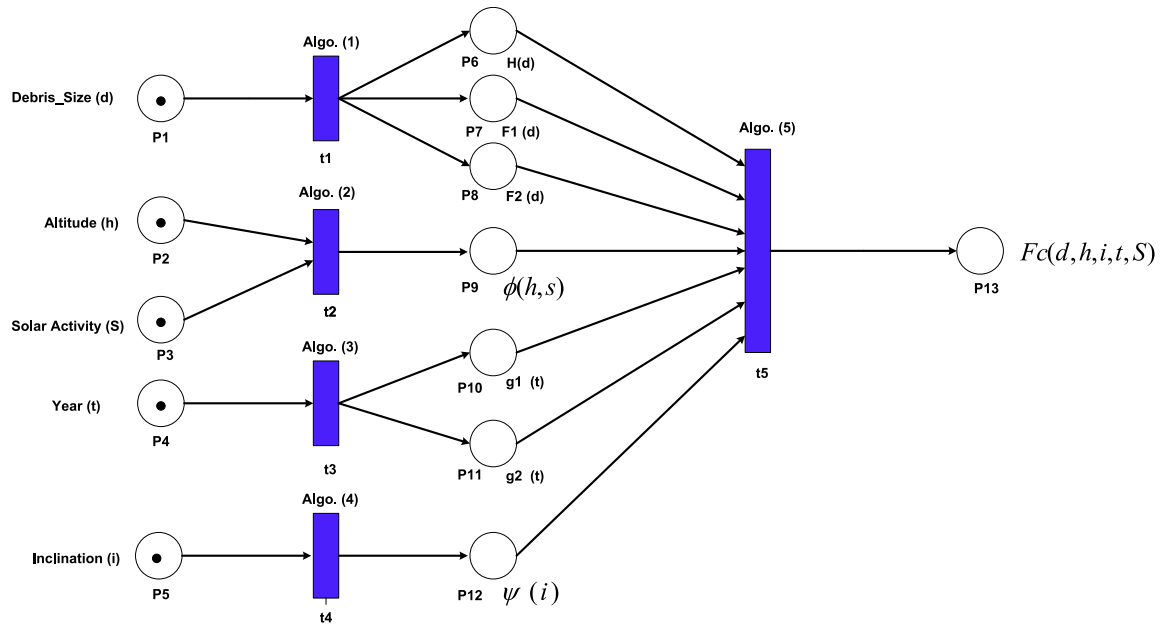 Algo. (1)
Debris_Size (d)
P1
t1
P6 H(d)
P7 F1 (d)
P8 F2 (d)
Algo. (2)
Altitude (h)
P2
Solar Activity (S)
P3
t2
P9 ϕ(h,s)
Algo. (3)
Year (t)
P4
t3
P10 g1 (t)
P11 g2 (t)
Algo. (4)
Inclination (i)
P5
t4
P12 ψ (i)
Algo. (5)
t5
P13
Fc(d,h,i,t,S)